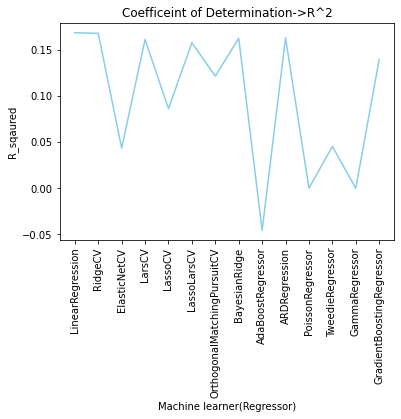 Coefficeint of Determination->R^2
R_sqaured
0.15
0.10
0.05
0.00
−0.05
LinearRegression
RidgeCV
ElasticNetCV
LarsCV
LassoCV
LassoLarsCV
OrthogonalMatchingPursuitCV
BayesianRidge
AdaBoostRegressor
ARDRegression
PoissonRegressor
TweedieRegressor
GammaRegressor
GradientBoostingRegressor
Machine learner(Regressor)